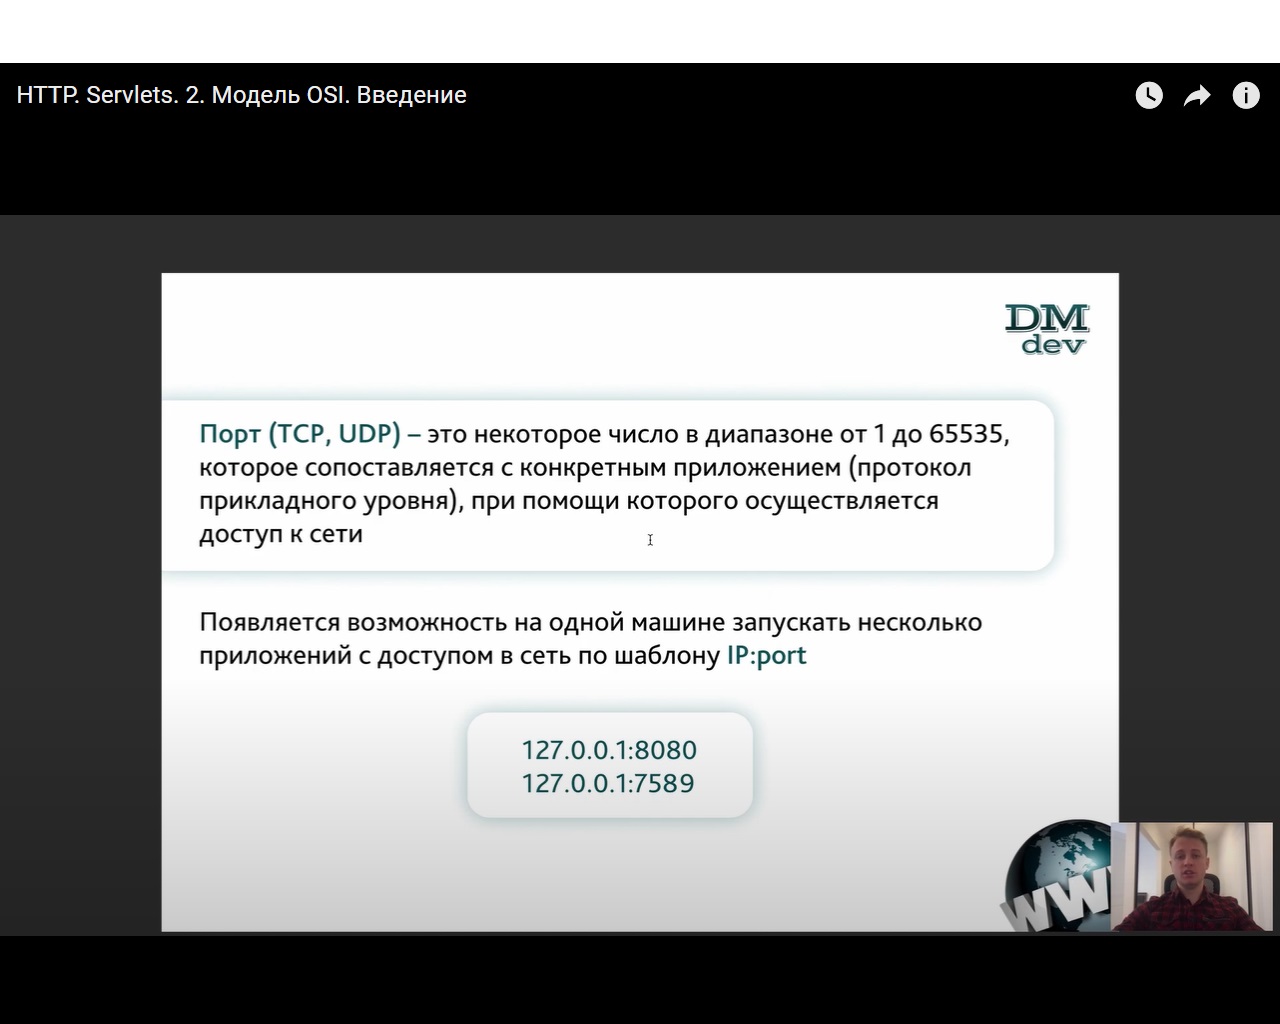 HTTP. Servlets. 2. Модель OSI. Введение
DM
dev
Порт (TCP, UDP) – это некоторое число в диапазоне от 1 до 65535,
которое сопоставляется с конкретным приложением (протокол
прикладного уровня), при помощи которого осуществляется
доступ к сети
Появляется возможность на одной машине запускать несколько
приложений с доступом в сеть по шаблону IP:port
127.0.0.1:8080
127.0.0.1:7589
WW